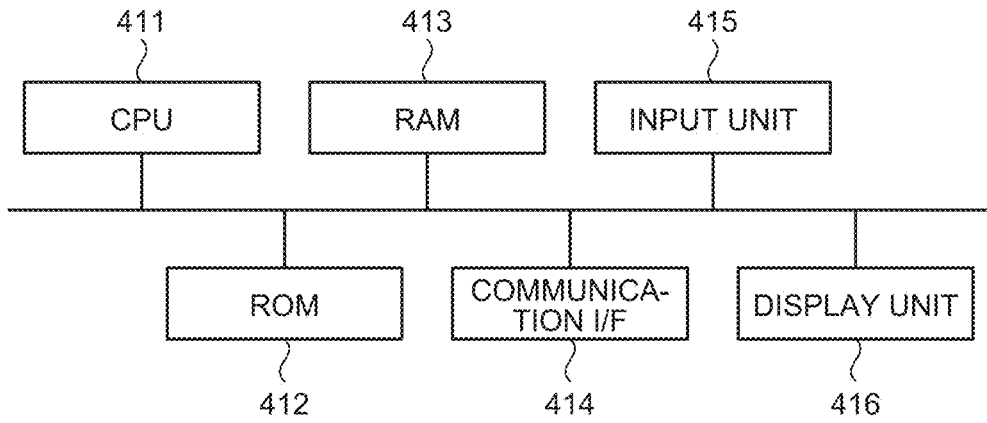 411
413
415
CPU
RAM
INPUT UNIT
ROM
COMMUNICA-
TION I/F
DISPLAY UNIT
412
414
416